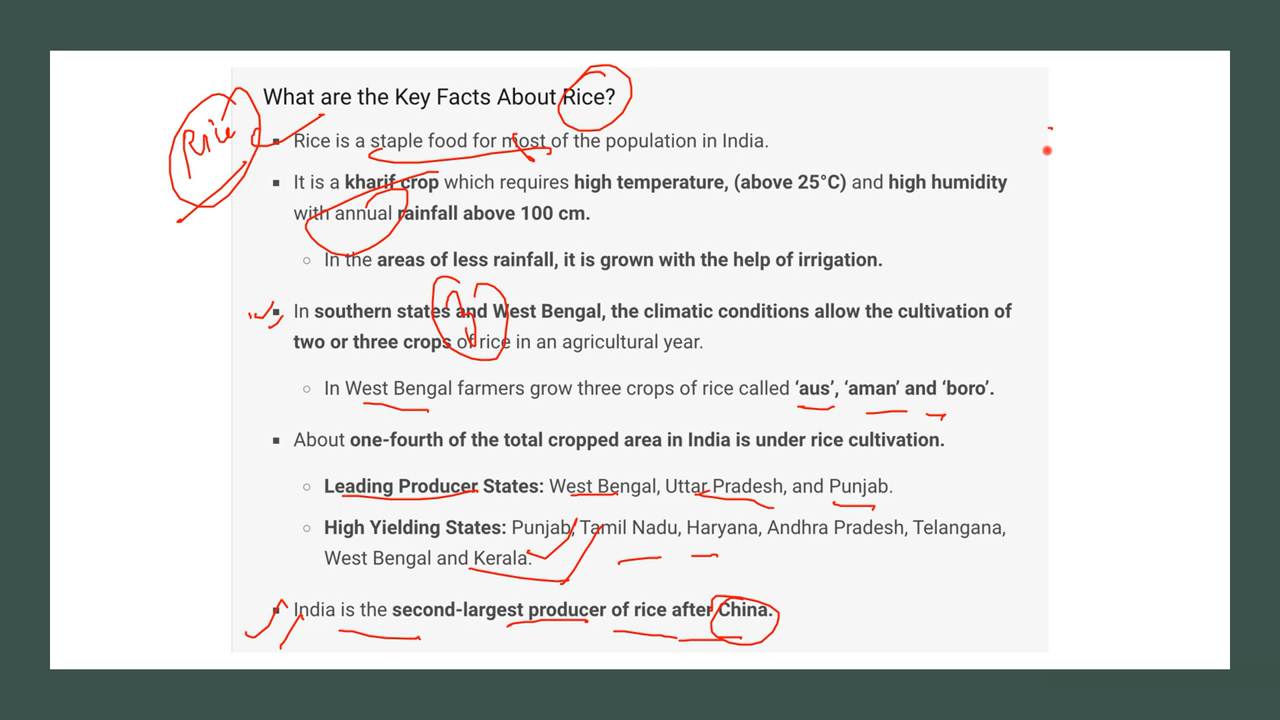 What are the Key Facts About Rice?
Rice
Rice is a staple food for most of the population in India.
It is a kharif crop which requires high temperature, (above 25°C) and high humidity
with annual rainfall above 100 cm.
In the areas of less rainfall, it is grown with the help of irrigation.
In southern states and West Bengal, the climatic conditions allow the cultivation of
two or three crops of rice in an agricultural year.
In West Bengal farmers grow three crops of rice called ‘aus’, ‘aman’ and ‘boro’.
About one-fourth of the total cropped area in India is under rice cultivation.
Leading Producer States: West Bengal, Uttar Pradesh, and Punjab.
High Yielding States: Punjab, Tamil Nadu, Haryana, Andhra Pradesh, Telangana,
West Bengal and Kerala.
India is the second-largest producer of rice after China.